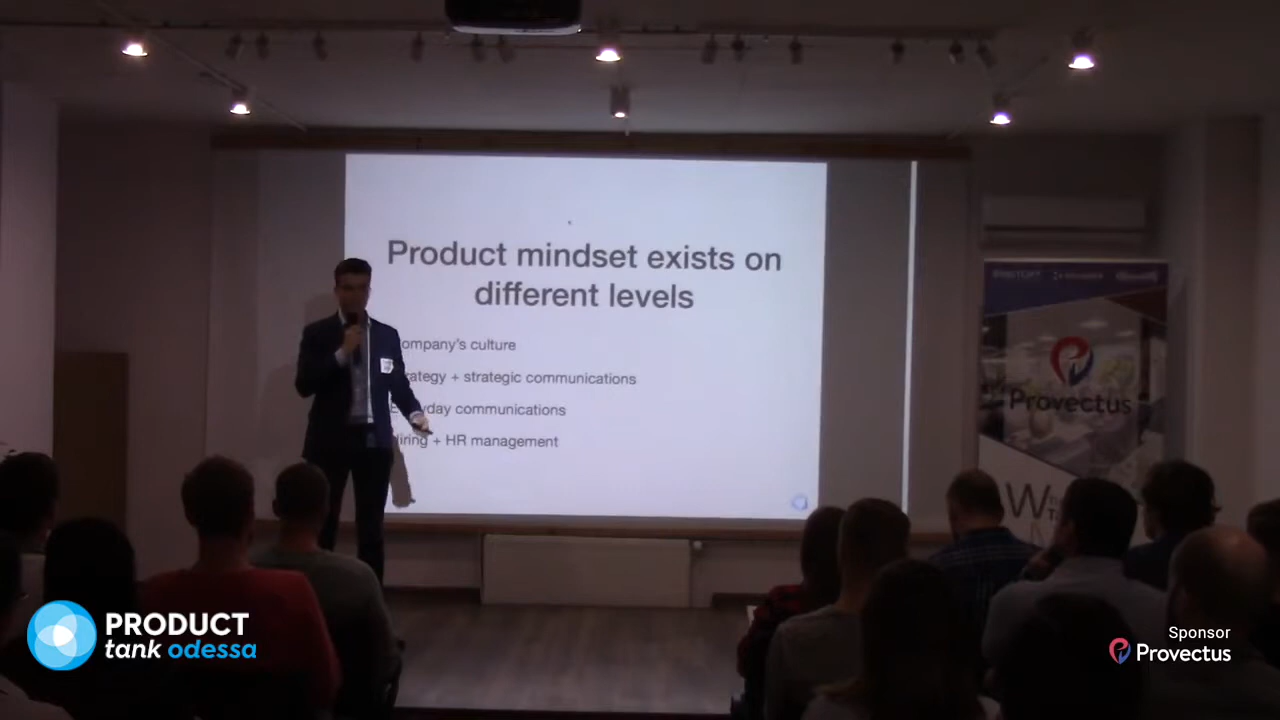 Product mindset exists on
different levels
ompany's culture
rategy + strategic communications
yday communications
iring + HR management
Provectus
W
PRODUCT
tank odessa
Sponsor
Provectus